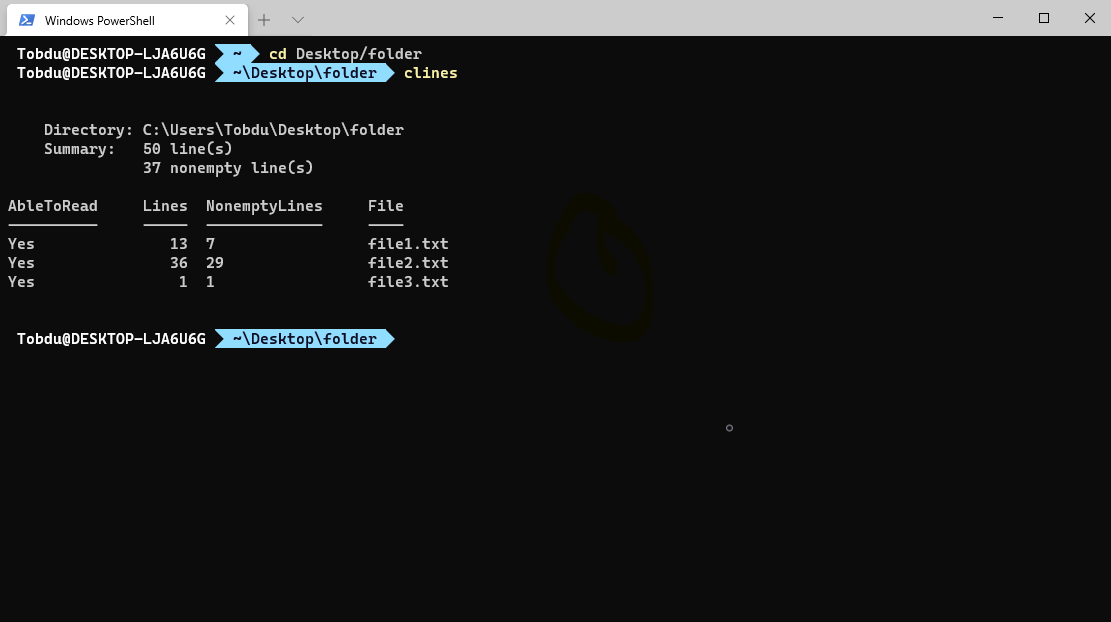 Windows PowerShell
Tobdu@DESKTOP-LJA6U6G ~ cd Desktop/folder
Tobdu@DESKTOP-LJA6U6G ~\Desktop\folder clines
Directory: C:\Users\Tobdu\Desktop\folder
Summary: 50 line(s)
37 nonempty line(s)
AbleToRead Lines NonemptyLines File
Yes 13 7 file1.txt
Yes 36 29 file2.txt
Yes 1 1 file3.txt
Tobdu@DESKTOP-LJA6U6G ~\Desktop\folder